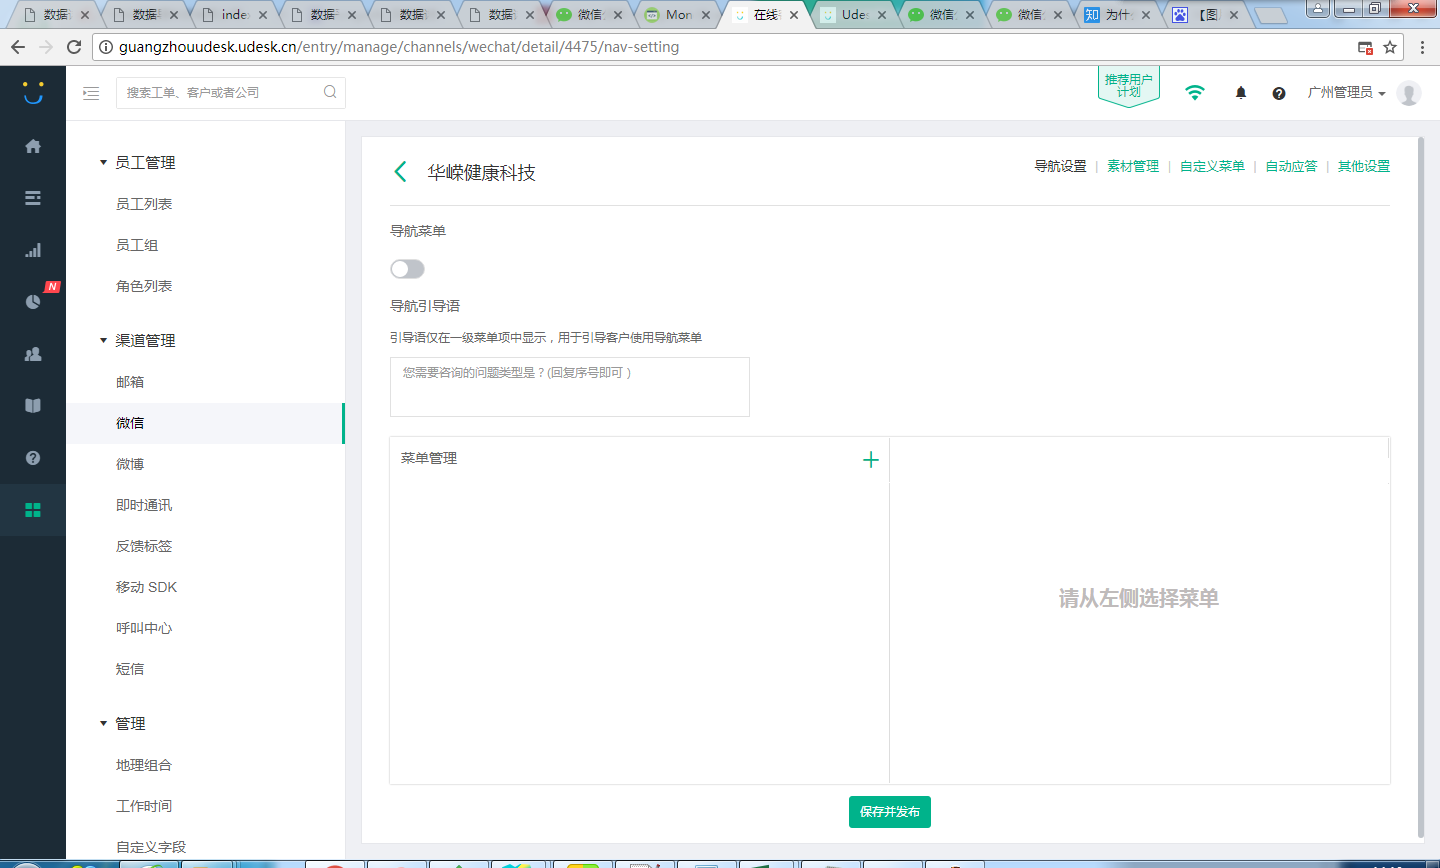 数据
数据
index
数据
数据
数据
微信
Mon
在线
Udes
微信
微信
知
为什
【图
guangzhouudesk.udesk.cn/entry/manage/channels/wechat/detail/4475/nav-setting
搜索工单、客户或者公司
推荐用户
计划
广州管理员
N
员工管理
员工列表
员工组
角色列表
渠道管理
邮箱
微信
微博
即时通讯
反馈标签
移动 SDK
呼叫中心
短信
管理
地理组合
工作时间
自定义字段
华嵘健康科技
导航设置 | 素材管理 | 自定义菜单 | 自动应答 | 其他设置
导航菜单
导航引导语
引导语仅在一级菜单项中显示，用于引导客户使用导航菜单
您需要咨询的问题类型是？(回复序号即可）
菜单管理
请从左侧选择菜单
保存并发布